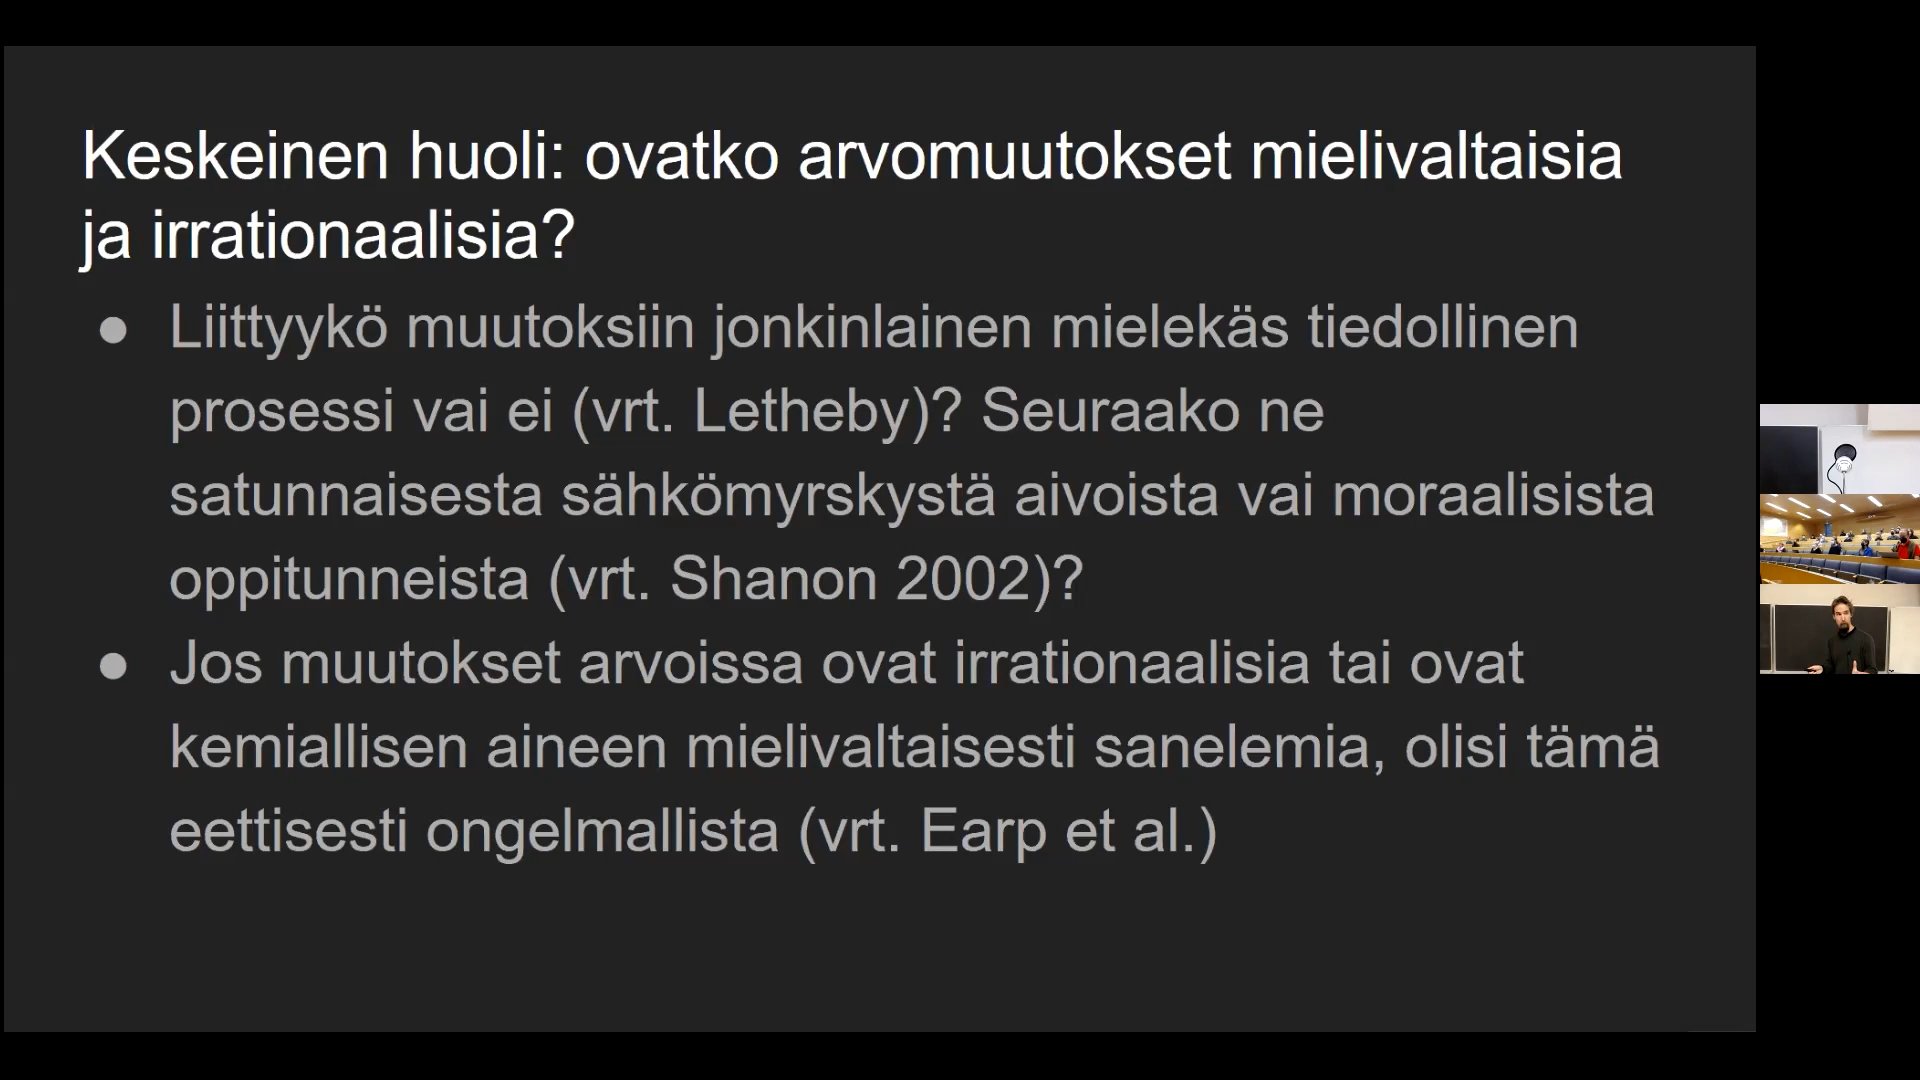 Keskeinen huoli: ovatko arvomuutokset mielivaltaisia
ja irrationaalisia?
● Liittyykö muutoksiin jonkinlainen mielekäs tiedollinen
prosessi vai ei (vrt. Letheby)? Seuraako ne
satunnaisesta sähkömyrskystä aivoista vai moraalisista
oppitunneista (vrt. Shanon 2002)?
● Jos muutokset arvoissa ovat irrationaalisia tai ovat
kemiallisen aineen mielivaltaisesti sanelemia, olisi tämä
eettisesti ongelmallista (vrt. Earp et al.)